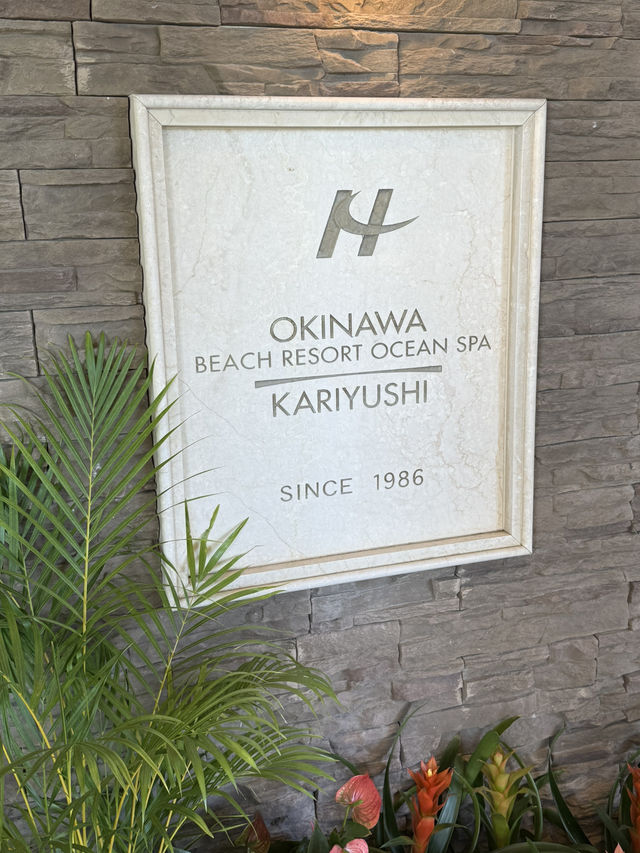 H
OKINAWA
BEACH RESORT OCEAN SPA
KARIYUSHI
SINCE 1986